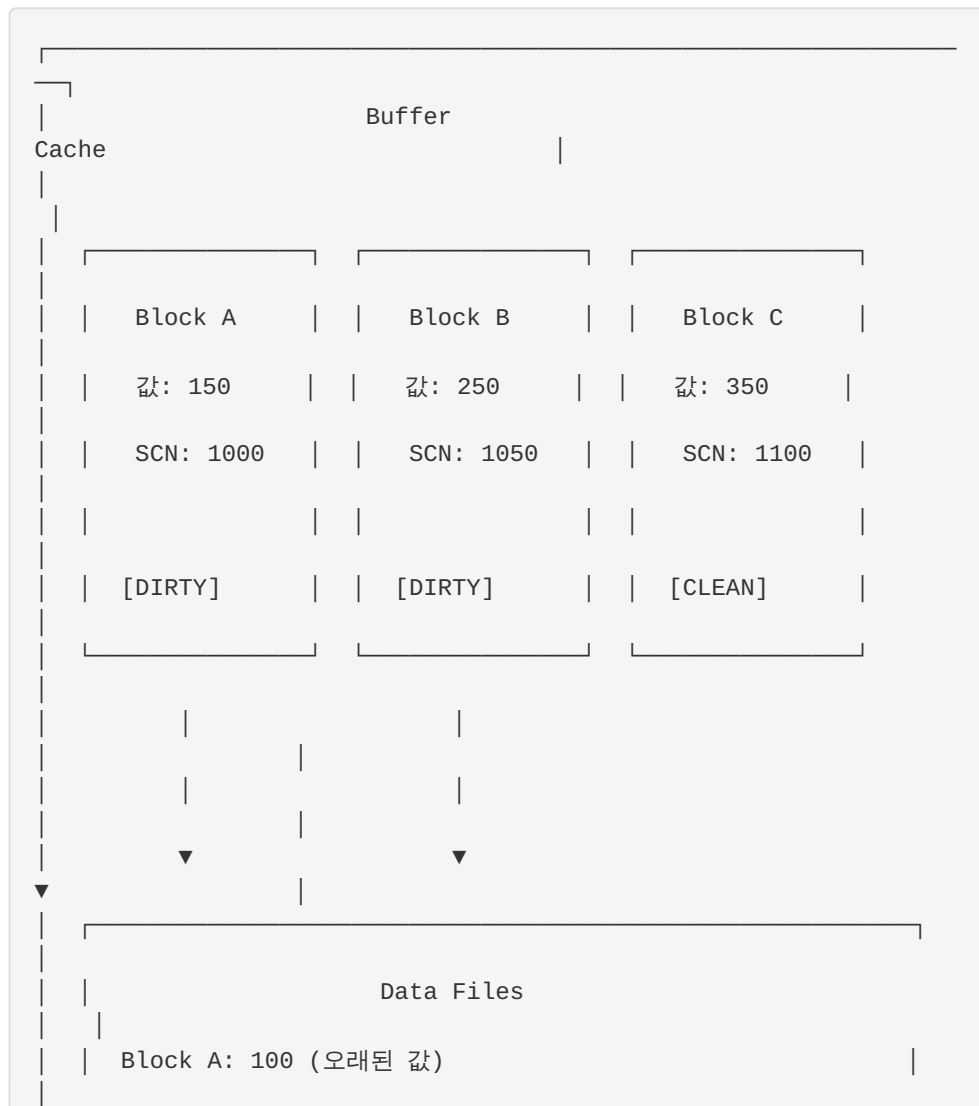 Buffer
Cache
Block A Block B Block C
값: 150 값: 250 값: 350
SCN: 1000 SCN: 1050 SCN: 1100
[DIRTY] [DIRTY] [CLEAN]
Data Files
Block A: 100 (오래된 값)